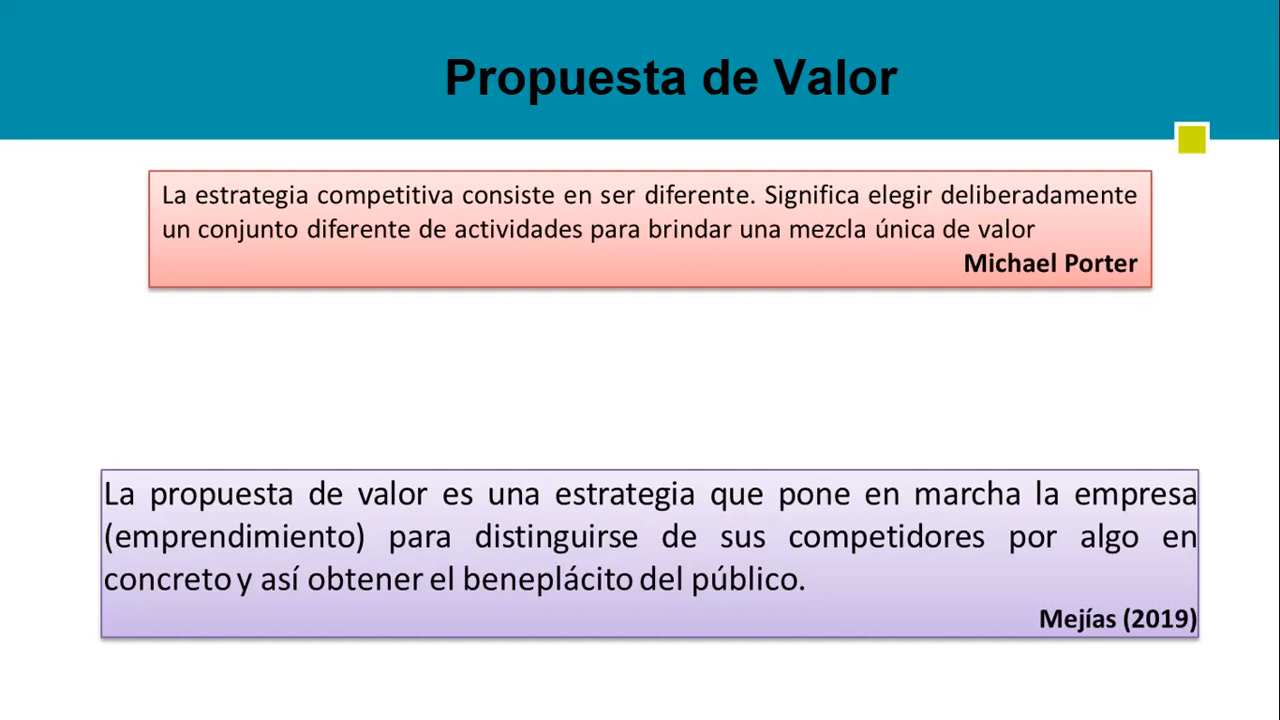 Propuesta de Valor
La estrategia competitiva consiste en ser diferente. Significa elegir deliberadamente
un conjunto diferente de actividades para brindar una mezcla única de valor
Michael Porter
La propuesta de valor es una estrategia que pone en marcha la empresa
(emprendimiento) para distinguirse de sus competidores por algo en
concreto y así obtener el beneplácito del público.
Mejías (2019)